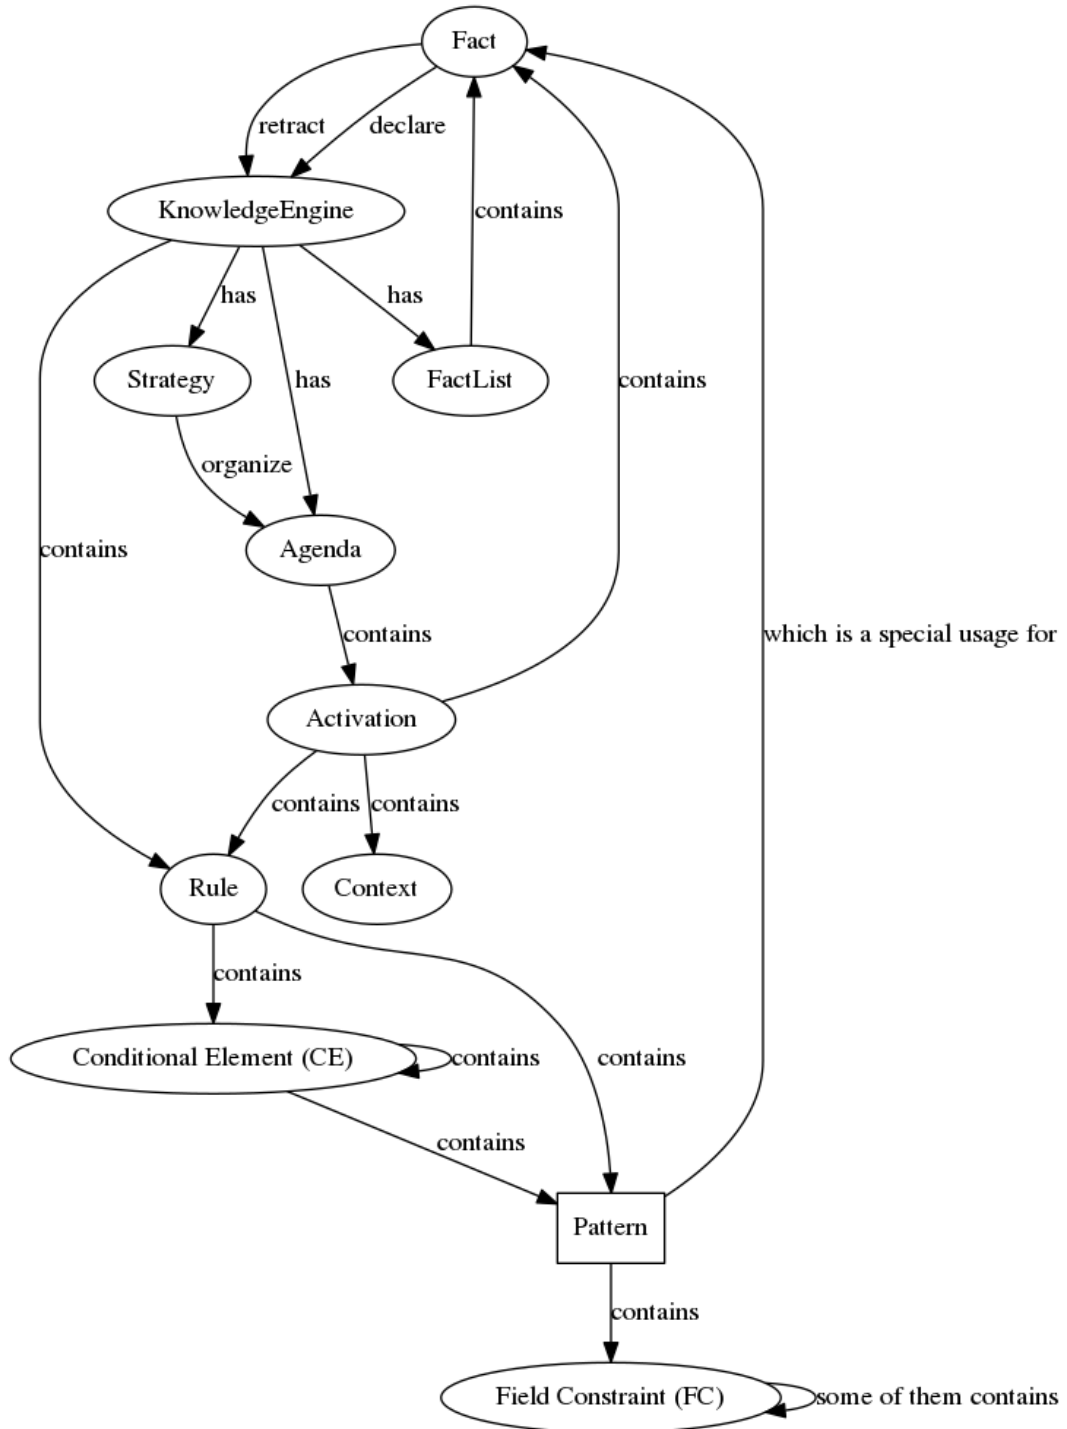 Fact
retract
declare
KnowledgeEngine
contains
has
has
Strategy
has
FactList
contains
organize
contains
Agenda
contains
which is a special usage for
Activation
contains
contains
Rule
Context
contains
Conditional Element (CE)
contains
contains
contains
Pattern
contains
Field Constraint (FC)
some of them contains